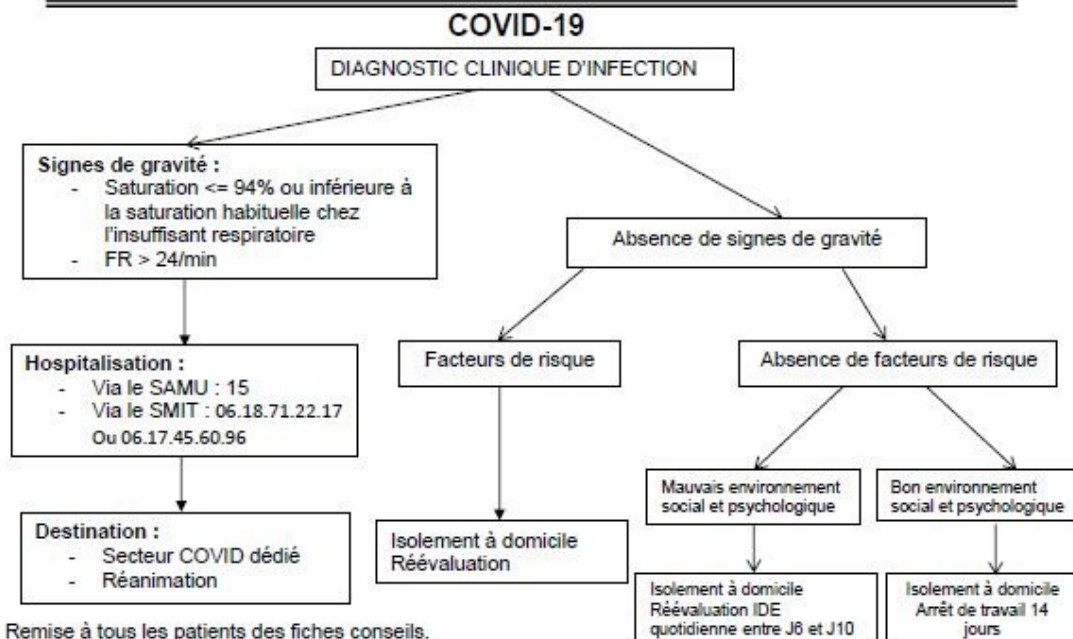 COVID-19
DIAGNOSTIC CLINIQUE D'INFECTION
Signes de gravité :
- Saturation <= 94% ou inférieure à
la saturation habituelle chez
l'insuffisant respiratoire
- FR > 24/min
Absence de signes de gravité
Hospitalisation :
- Via le SAMU : 15
- Via le SMIT : 06.18.71.22.17
Ou 06.17.45.60.96
Facteurs de risque
Absence de facteurs de risque
Destination :
- Secteur COVID dédié
- Réanimation
Isolement à domicile
Réévaluation
Mauvais environnement
social et psychologique
Bon environnement
social et psychologique
Isolement à domicile
Réévaluation IDE
quotidienne entre J6 et J10
Isolement à domicile
Arrêt de travail 14
jours
Remise à tous les patients des fiches conseils.